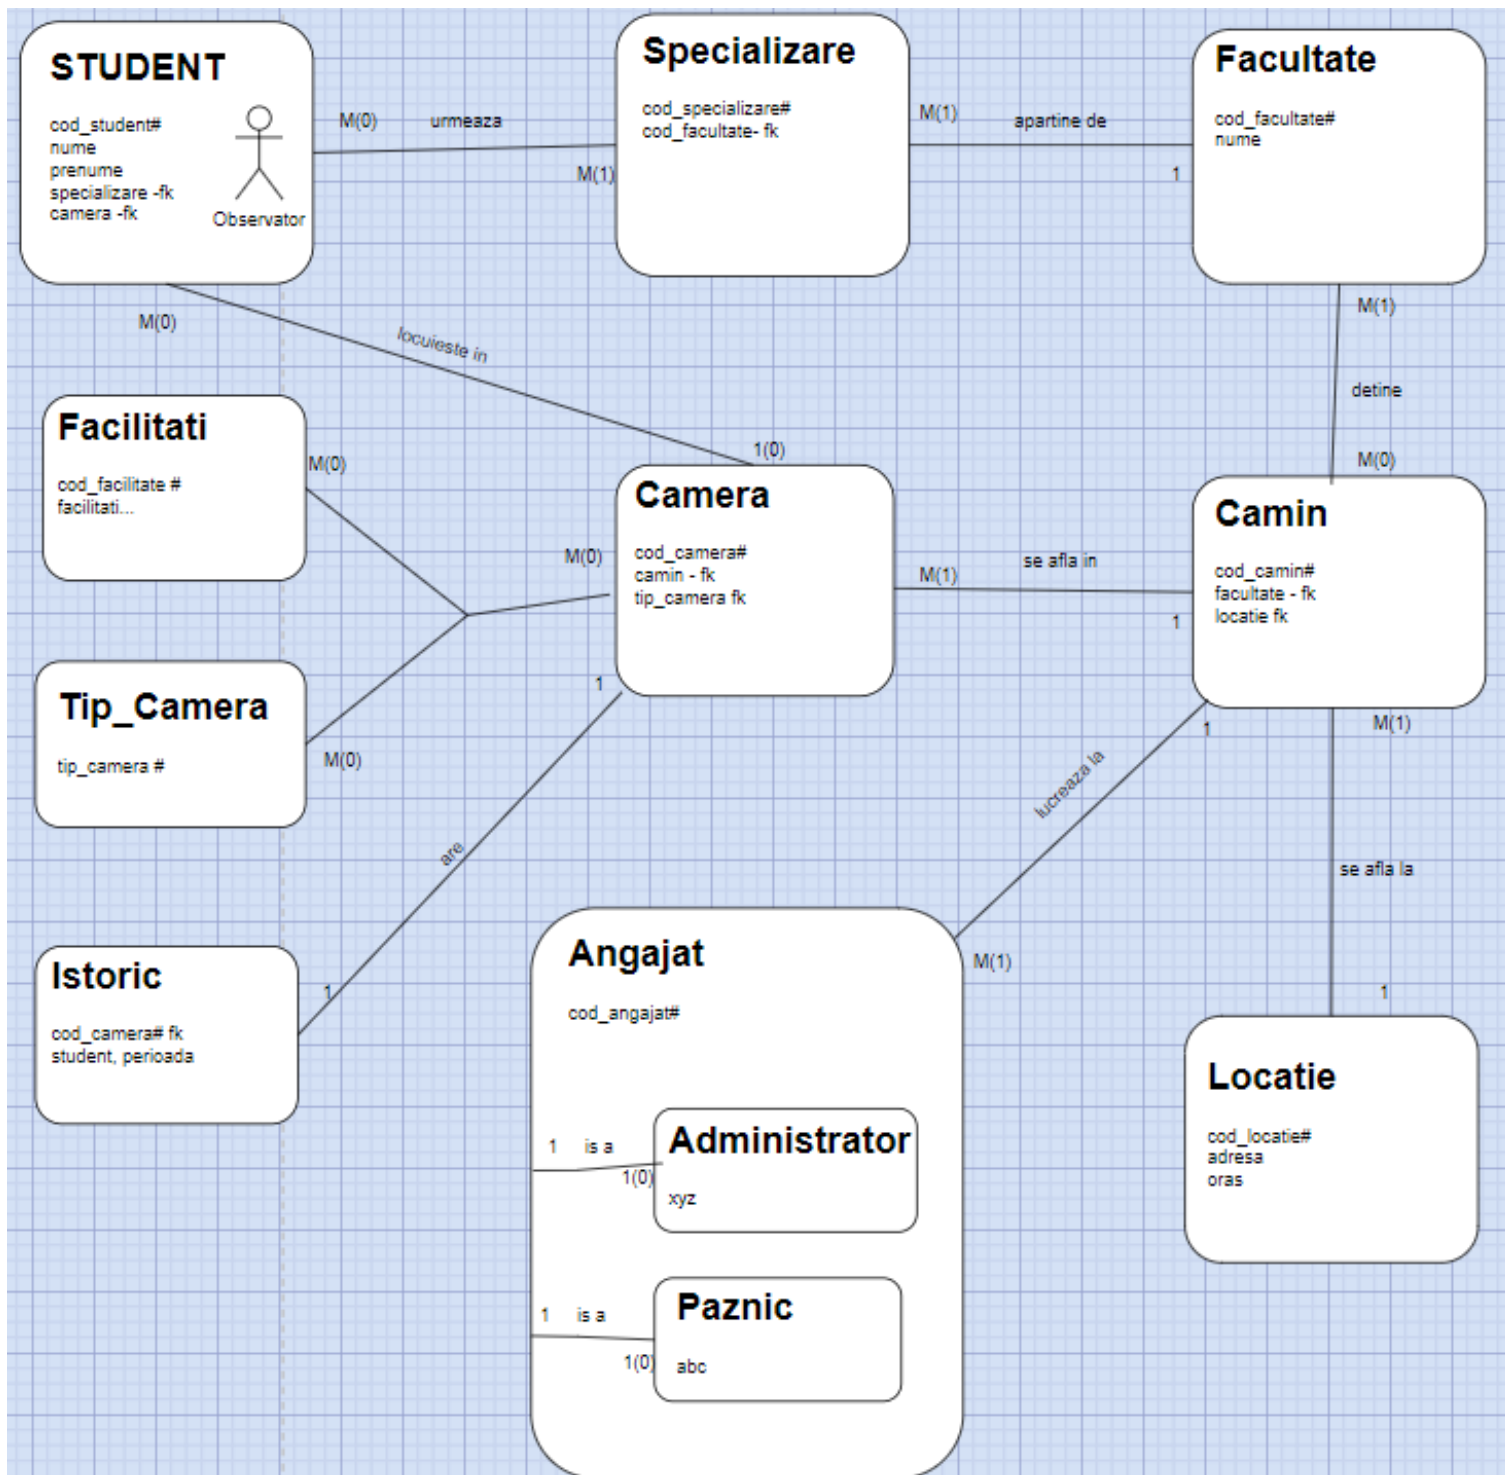 STUDENT
cod_student#
nume
prenume
specializare -fk
camera -fk
Observator
M(0)
urmeaza
M(1)
Specializare
cod_specializare#
cod_facultate- fk
M(1)
apartine de
1
Facultate
cod_facultate#
nume
M(0)
locuieste in
1(0)
M(1)
detine
M(0)
Facilitati
cod_facilitate #
facilitati...
M(0)
M(0)
Camera
cod_camera#
camin - fk
tip_camera fk
M(1)
se afla in
1
Camin
cod_camin#
facultate - fk
locatie fk
Tip_Camera
tip_camera #
M(0)
1
are
1
1
lucreaza la
M(1)
M(1)
se afla la
1
Istoric
cod_camera# fk
student, perioada
Angajat
cod_angajat#
1 is a
1(0)
Administrator
xyz
1 is a
1(0)
Paznic
abc
Locatie
cod_locatie#
adresa
oras